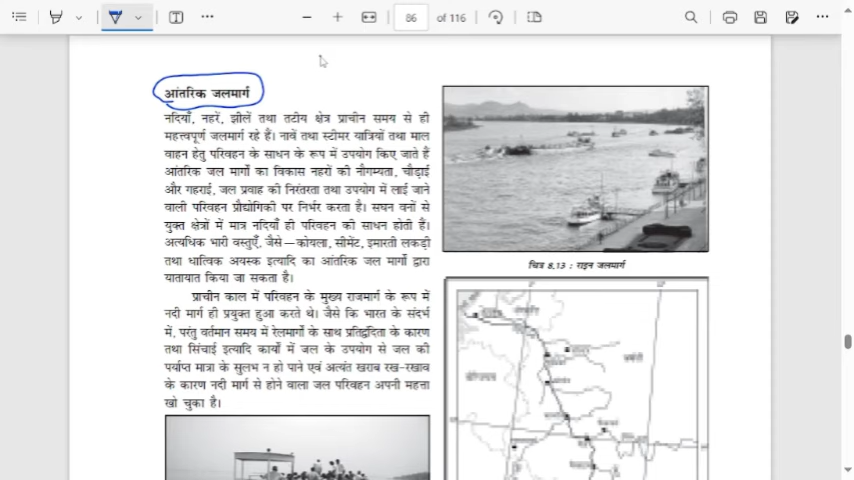 86 of 116
आंतरिक जलमार्ग
नदियाँ, नहरें, झीलें तथा तटीय क्षेत्र प्राचीन समय से ही
महत्त्वपूर्ण जलमार्ग रहे हैं। नावें तथा स्टीमर यात्रियों तथा माल
वाहन हेतु परिवहन के साधन के रूप में उपयोग किए जाते हैं
आंतरिक जल मार्गों का विकास नहरों की नौगम्यता, चौड़ाई
और गहराई, जल प्रवाह की निरंतरता तथा उपयोग में लाई जाने
वाली परिवहन प्रौद्योगिकी पर निर्भर करता है। सघन वनों से
युक्त क्षेत्रों में मात्र नदियाँ ही परिवहन की साधन होती हैं।
अत्यधिक भारी वस्तुएँ, जैसे – कोयला, सीमेंट, इमारती लकड़ी
तथा धात्विक अयस्क इत्यादि का आंतरिक जल मार्गों द्वारा
यातायात किया जा सकता है।
प्राचीन काल में परिवहन के मुख्य राजमार्ग के रूप में
नदी मार्ग ही प्रयुक्त हुआ करते थे। जैसे कि भारत के संदर्भ
में, परंतु वर्तमान समय में रेलमार्गों के साथ प्रतिद्वंदिता के कारण
तथा सिंचाई इत्यादि कार्यों में जल के उपयोग से जल की
पर्याप्त मात्रा के सुलभ न हो पाने एवं अत्यंत खराब रख-रखाव
के कारण नदी मार्ग से होने वाला जल परिवहन अपनी महत्ता
खो चुका है।
चित्र 8.13 : राइन जलमार्ग